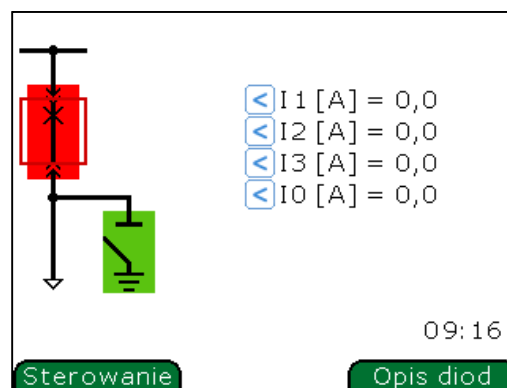 < I1 [A] = 0,0
< I2 [A] = 0,0
< I3 [A] = 0,0
< I0 [A] = 0,0
09:16
Sterowanie
Opis diod